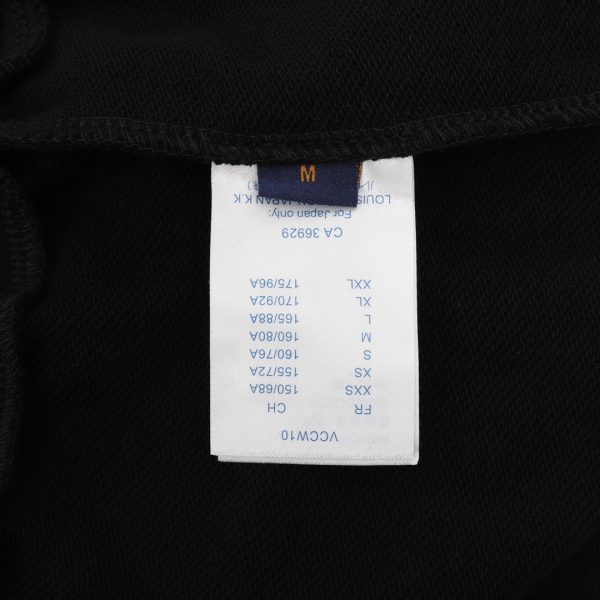 VCCW10
FR CH
XXS 150/68A
XS 155/72A
S 160/76A
M 160/80A
L 165/88A
XL 170/92A
XXL 175/96A
CA 36929
For Japan only:
LOUIS JAPAN K.K
M